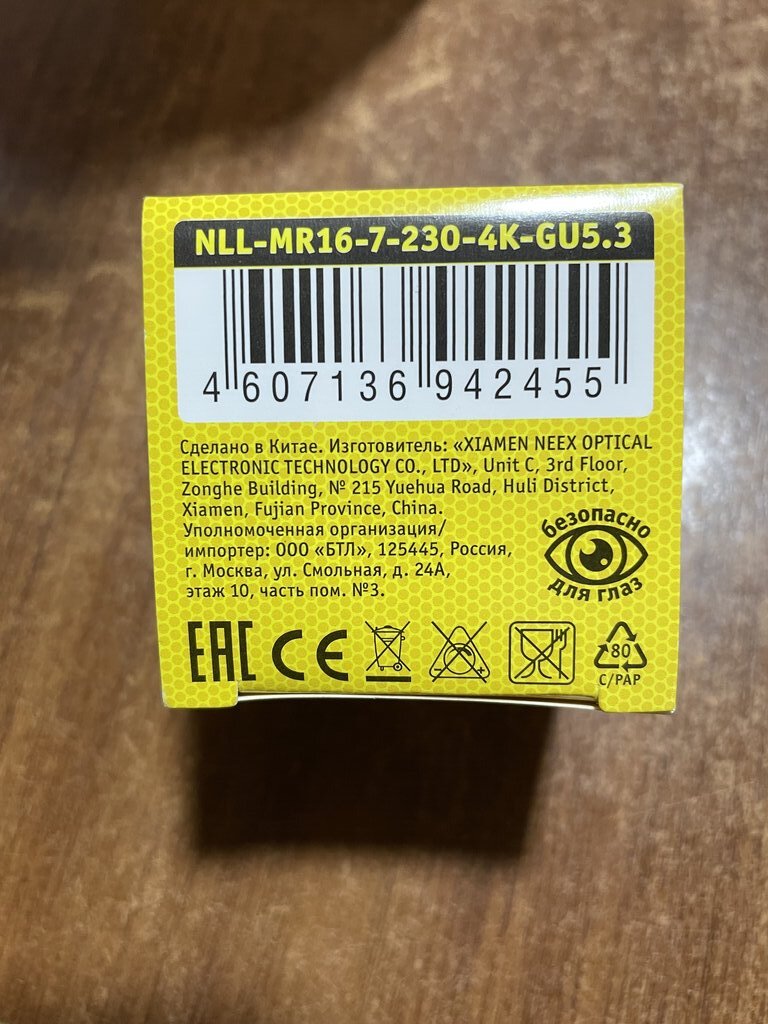 NLL-MR16-7-230-4K-GU5.3
4 607136 942455
Сделано в Китае. Изготовитель: «XIAMEN NEEX OPTICAL
ELECTRONIC TECHNOLOGY CO., LTD», Unit C, 3rd Floor,
Zonghe Building, № 215 Yuehua Road, Huli District,
Xiamen, Fujian Province, China.
Уполномоченная организация/
импортер: ООО «БТЛ», 125445, Россия,
г. Москва, ул. Смольная, д. 24А,
этаж 10, часть пом. №3.
безопасно
для глаз
EAC CE
80
C/PAP